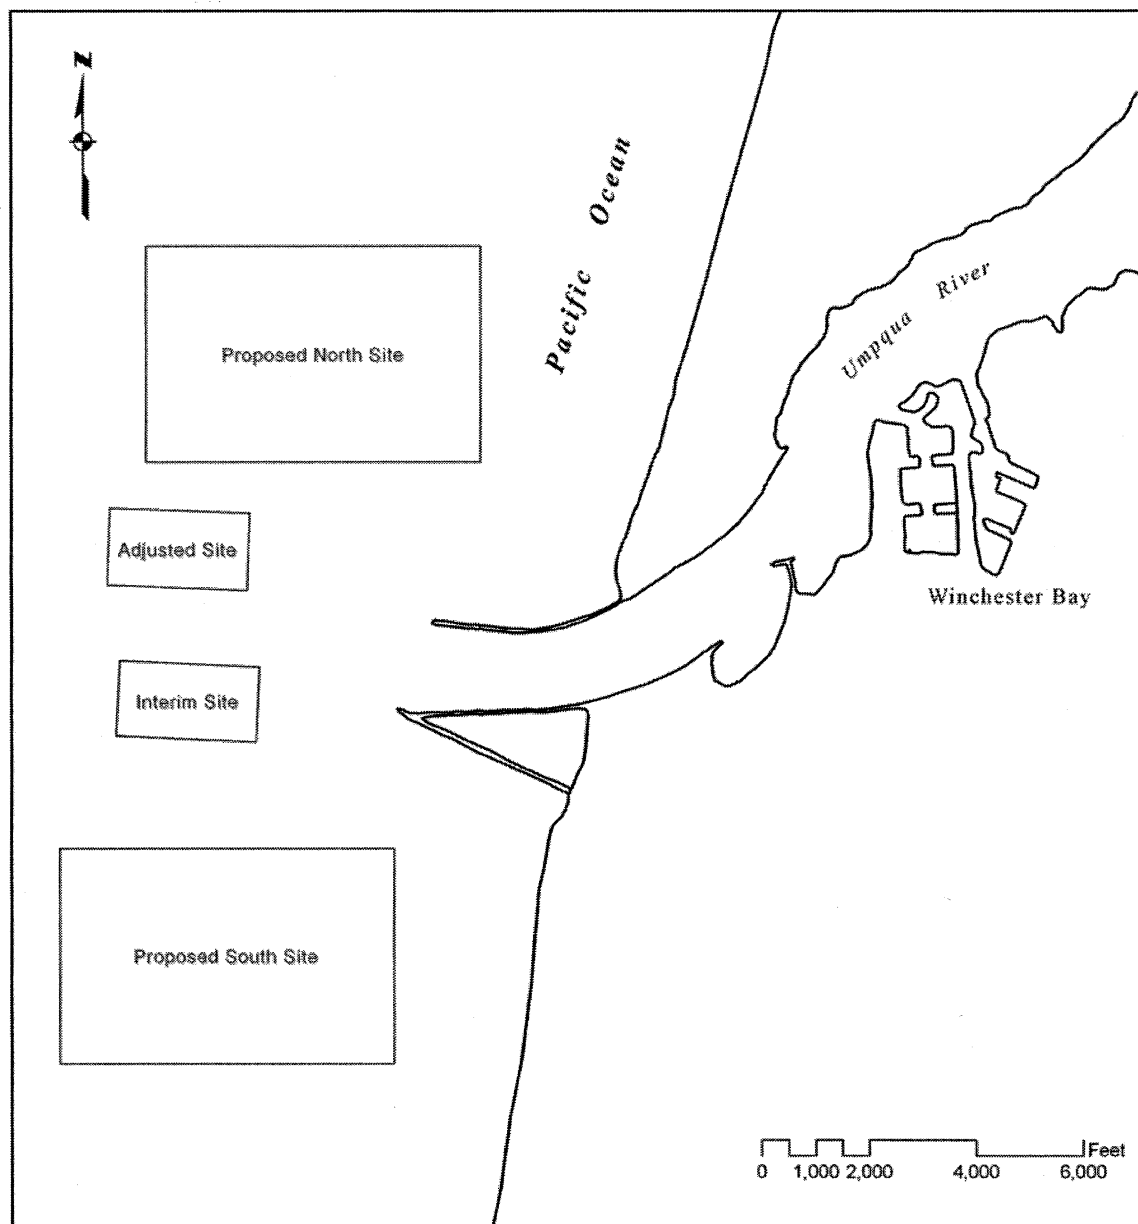 N
Pacific Ocean
Umpqua River
Proposed North Site
Adjusted Site
Winchester Bay
Interim Site
Proposed South Site
Feet
0 1,000 2,000 4,000 6,000